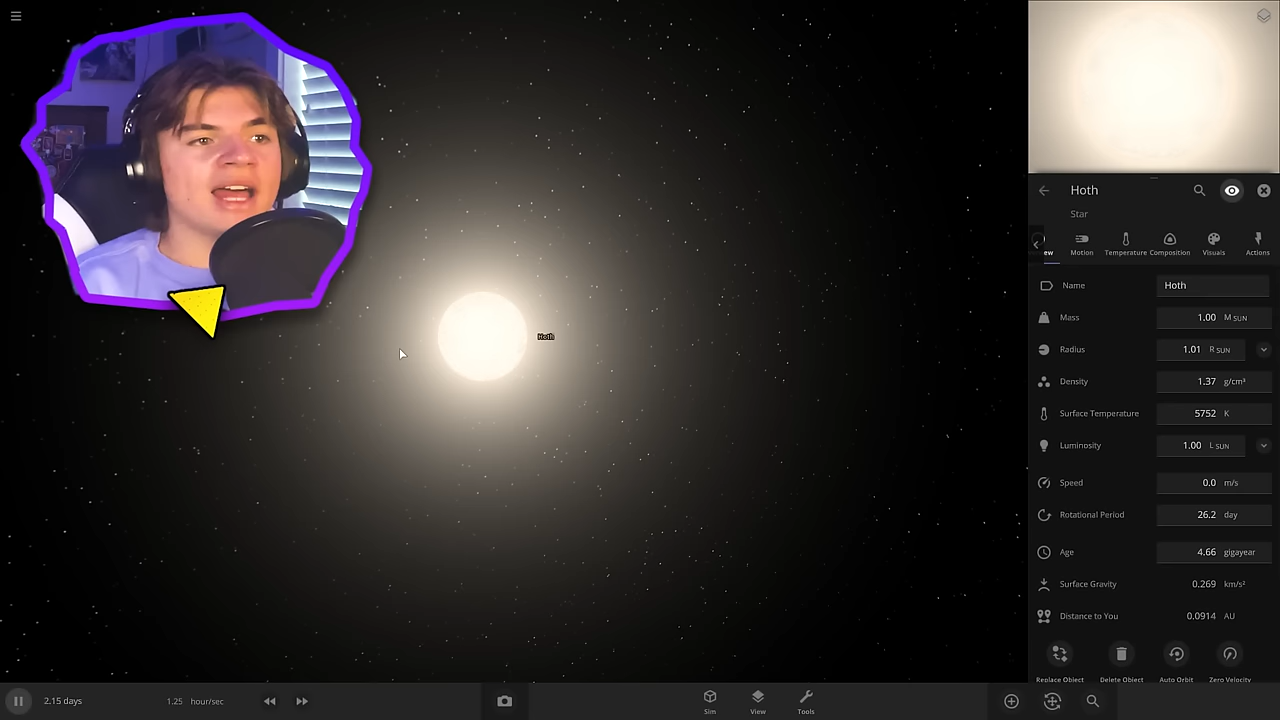 Hoth
Star
ew
Motion
Temperature
Composition
Visuals
Actions
Name Hoth
Mass 1.00 M SUN
Radius 1.01 R SUN
Density 1.37 g/cm³
Surface Temperature 5752 K
Luminosity 1.00 L SUN
Speed 0.0 m/s
Rotational Period 26.2 day
Age 4.66 gigayear
Surface Gravity 0.269 km/s²
Distance to You 0.0914 AU
Replace Object
Delete Object
Auto Orbit
Zero Velocity
Hoth
2.15 days
1.25 hour/sec
Sim
View
Tools